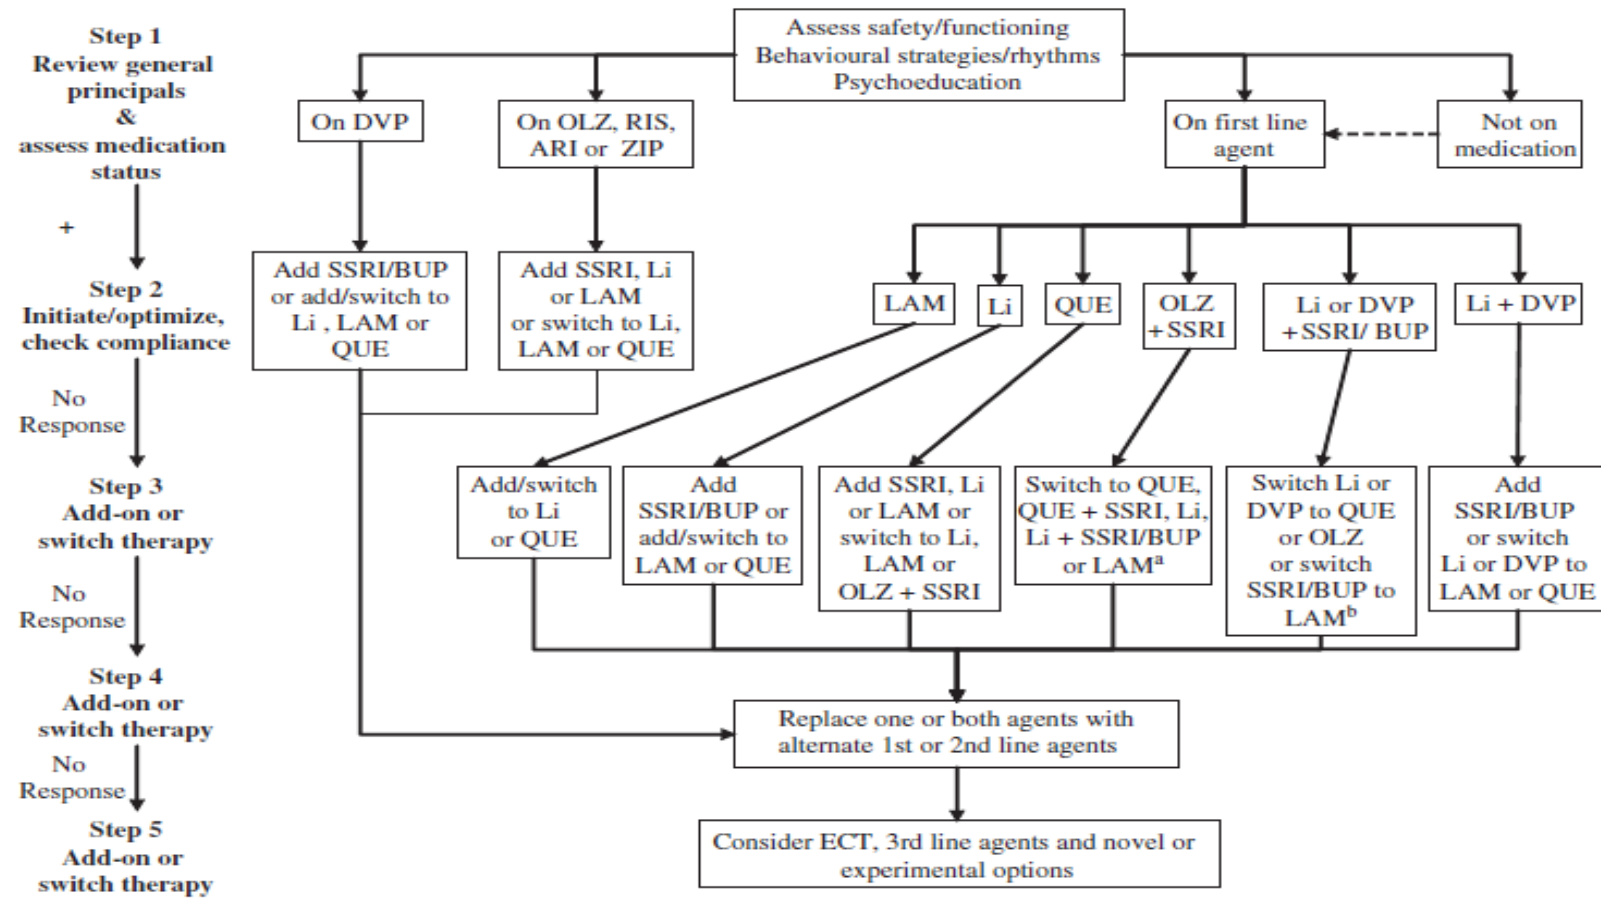 Step 1
Review general
principals
&
assess medication
status
+
Step 2
Initiate/optimize,
check compliance
No
Response
Step 3
Add-on or
switch therapy
No
Response
Step 4
Add-on or
switch therapy
No
Response
Step 5
Add-on or
switch therapy
Assess safety/functioning
Behavioural strategies/rhythms
Psychoeducation
On DVP
On OLZ, RIS,
ARI or ZIP
On first line
agent
Not on
medication
Add SSRI/BUP
or add/switch to
Li , LAM or
QUE
Add SSRI, Li
or LAM
or switch to Li,
LAM or QUE
LAM
Li
QUE
OLZ
+SSRI
Li or DVP
+SSRI/ BUP
Li + DVP
Add/switch
to Li
or QUE
Add
SSRI/BUP or
add/switch to
LAM or QUE
Add SSRI, Li
or LAM or
switch to Li,
LAM or
OLZ + SSRI
Switch to QUE,
QUE + SSRI, Li,
Li + SSRI/BUP
or LAMᵃ
Switch Li or
DVP to QUE
or OLZ
or switch
SSRI/BUP to
LAMᵇ
Add
SSRI/BUP
or switch
Li or DVP to
LAM or QUE
Replace one or both agents with
alternate 1st or 2nd line agents
Consider ECT, 3rd line agents and novel or
experimental options